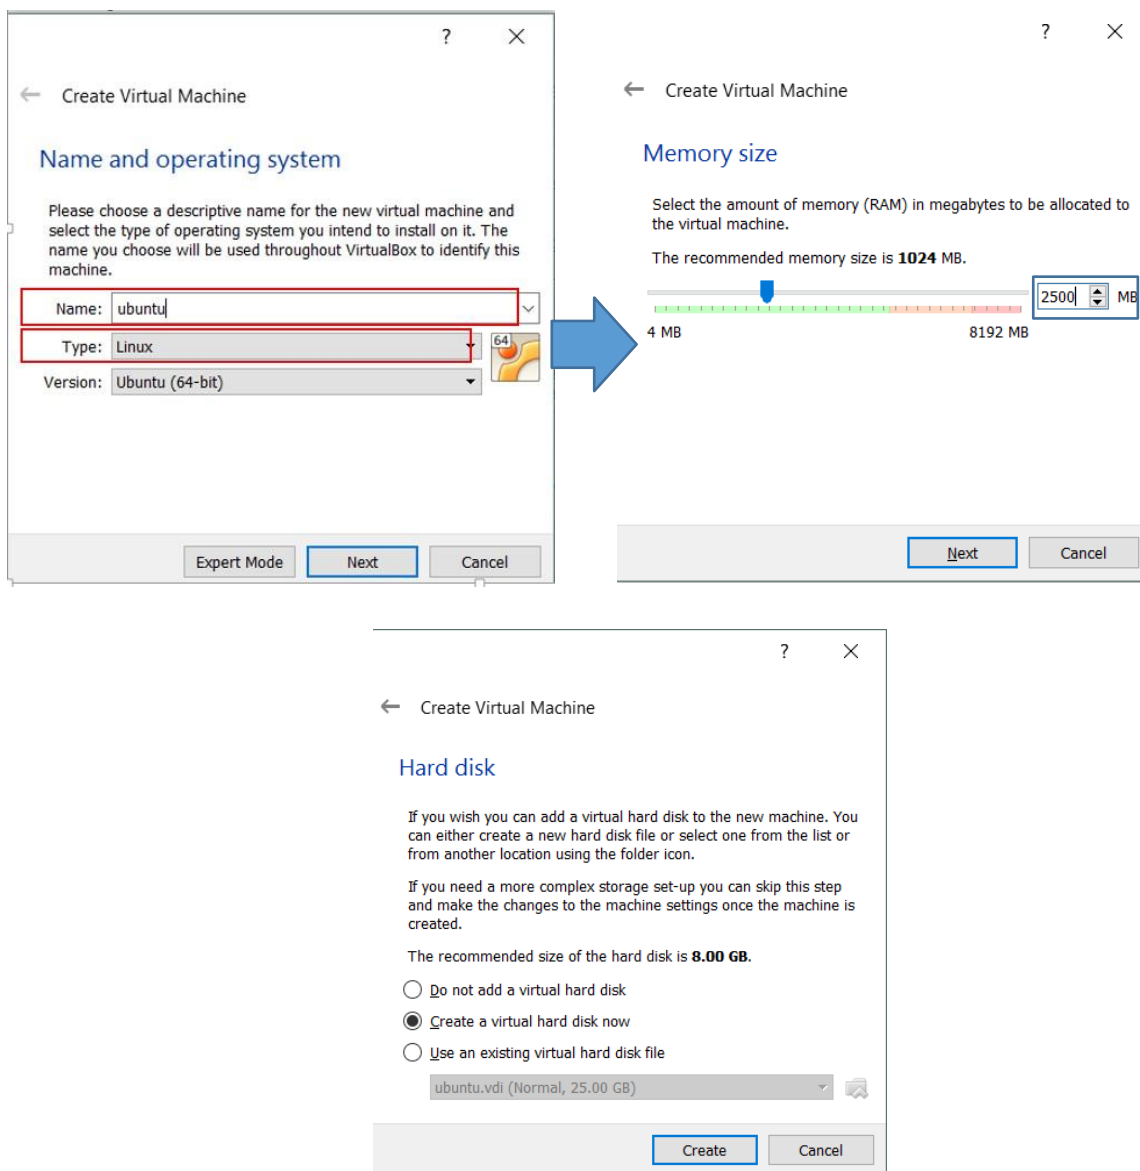 ?
Create Virtual Machine
Name and operating system
Please choose a descriptive name for the new virtual machine and
select the type of operating system you intend to install on it. The
name you choose will be used throughout VirtualBox to identify this
machine.
Name: ubuntu
Type: Linux
64
Version: Ubuntu (64-bit)
Expert Mode Next Cancel
?
Create Virtual Machine
Memory size
Select the amount of memory (RAM) in megabytes to be allocated to
the virtual machine.
The recommended memory size is 1024 MB.
2500 MB
4 MB 8192 MB
Next Cancel
?
Create Virtual Machine
Hard disk
If you wish you can add a virtual hard disk to the new machine. You
can either create a new hard disk file or select one from the list or
from another location using the folder icon.
If you need a more complex storage set-up you can skip this step
and make the changes to the machine settings once the machine is
created.
The recommended size of the hard disk is 8.00 GB.
Do not add a virtual hard disk
Create a virtual hard disk now
Use an existing virtual hard disk file
ubuntu.vdi (Normal, 25.00 GB)
Create Cancel